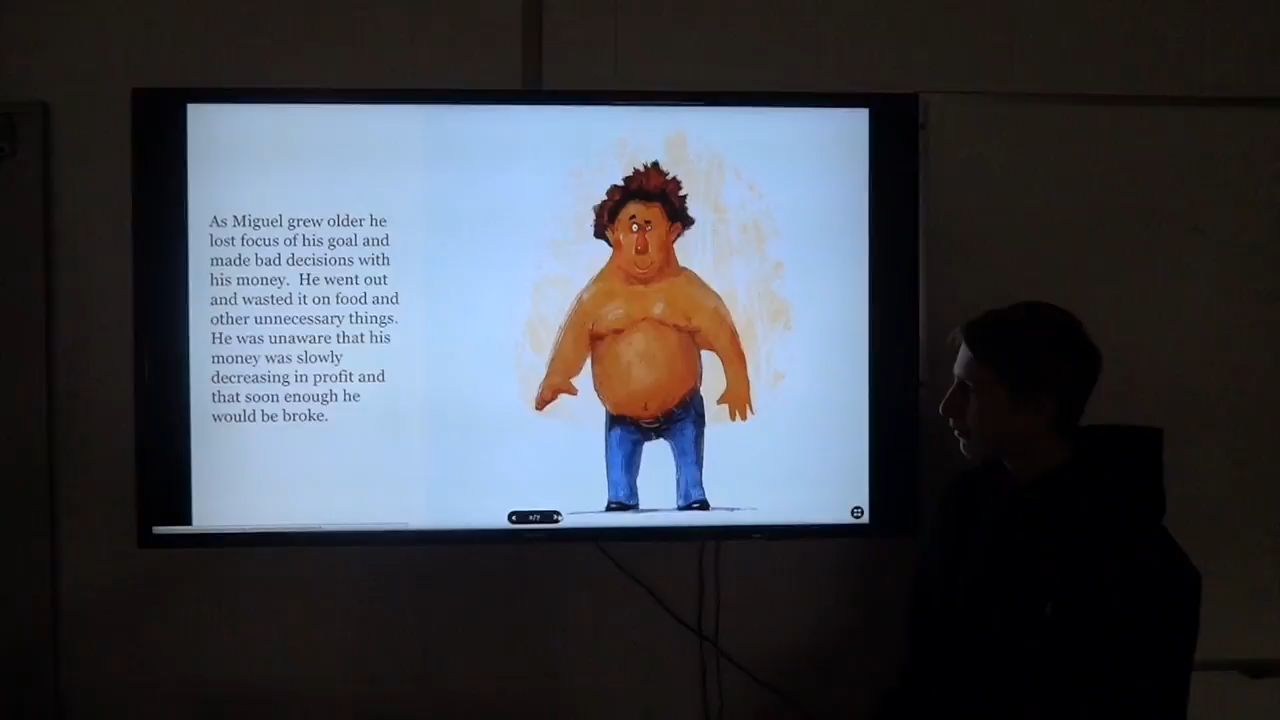 As Miguel grew older he
lost focus of his goal and
made bad decisions with
his money.  He went out
and wasted it on food and
other unnecessary things.
He was unaware that his
money was slowly
decreasing in profit and
that soon enough he
would be broke.